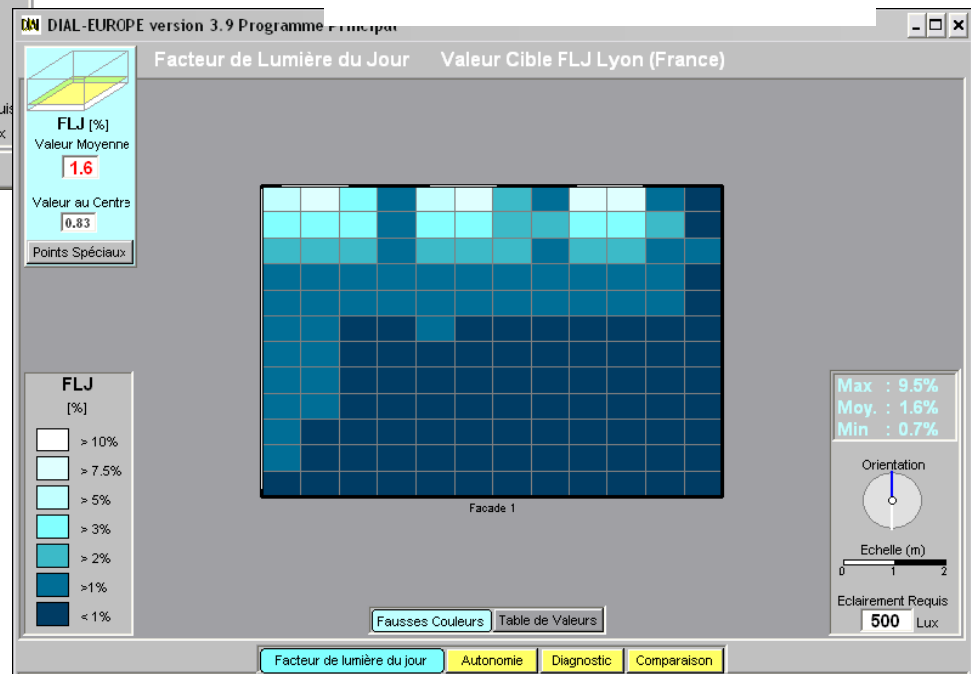 DIAL-EUROPE version 3.9 Programme Principal
Facteur de Lumière du Jour Valeur Cible FLJ Lyon (France)
FLJ [%]
Valeur Moyenne
1.6
Valeur au Centre
0.83
Points Spéciaux
FLJ
[%]
> 10%
> 7.5%
> 5%
> 3%
> 2%
>1%
< 1%
Facade 1
Max : 9.5%
Moy. : 1.6%
Min : 0.7%
Orientation
Echelle (m)
0 1 2
Eclairement Requis
500 Lux
Fausses Couleurs Table de Valeurs
Facteur de lumière du jour Autonomie Diagnostic Comparaison